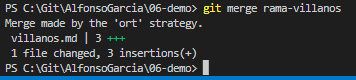 PS C:\Git\AlfonsoGarcia\06-demo> git merge rama-villanos
Merge made by the 'ort' strategy.
 villanos.md | 3 +++
 1 file changed, 3 insertions(+)
PS C:\Git\AlfonsoGarcia\06-demo>